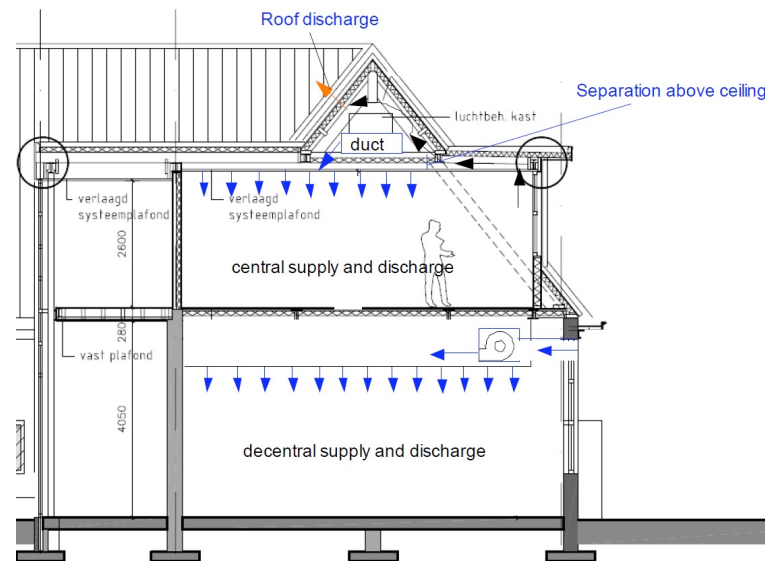 Roof discharge
Separation above ceiling
luchtbeh. kast
duct
verlaagd
systeemplafond
verlaagd
systeemplafond
2600
central supply and discharge
280
vast plafond
4050
decentral supply and discharge